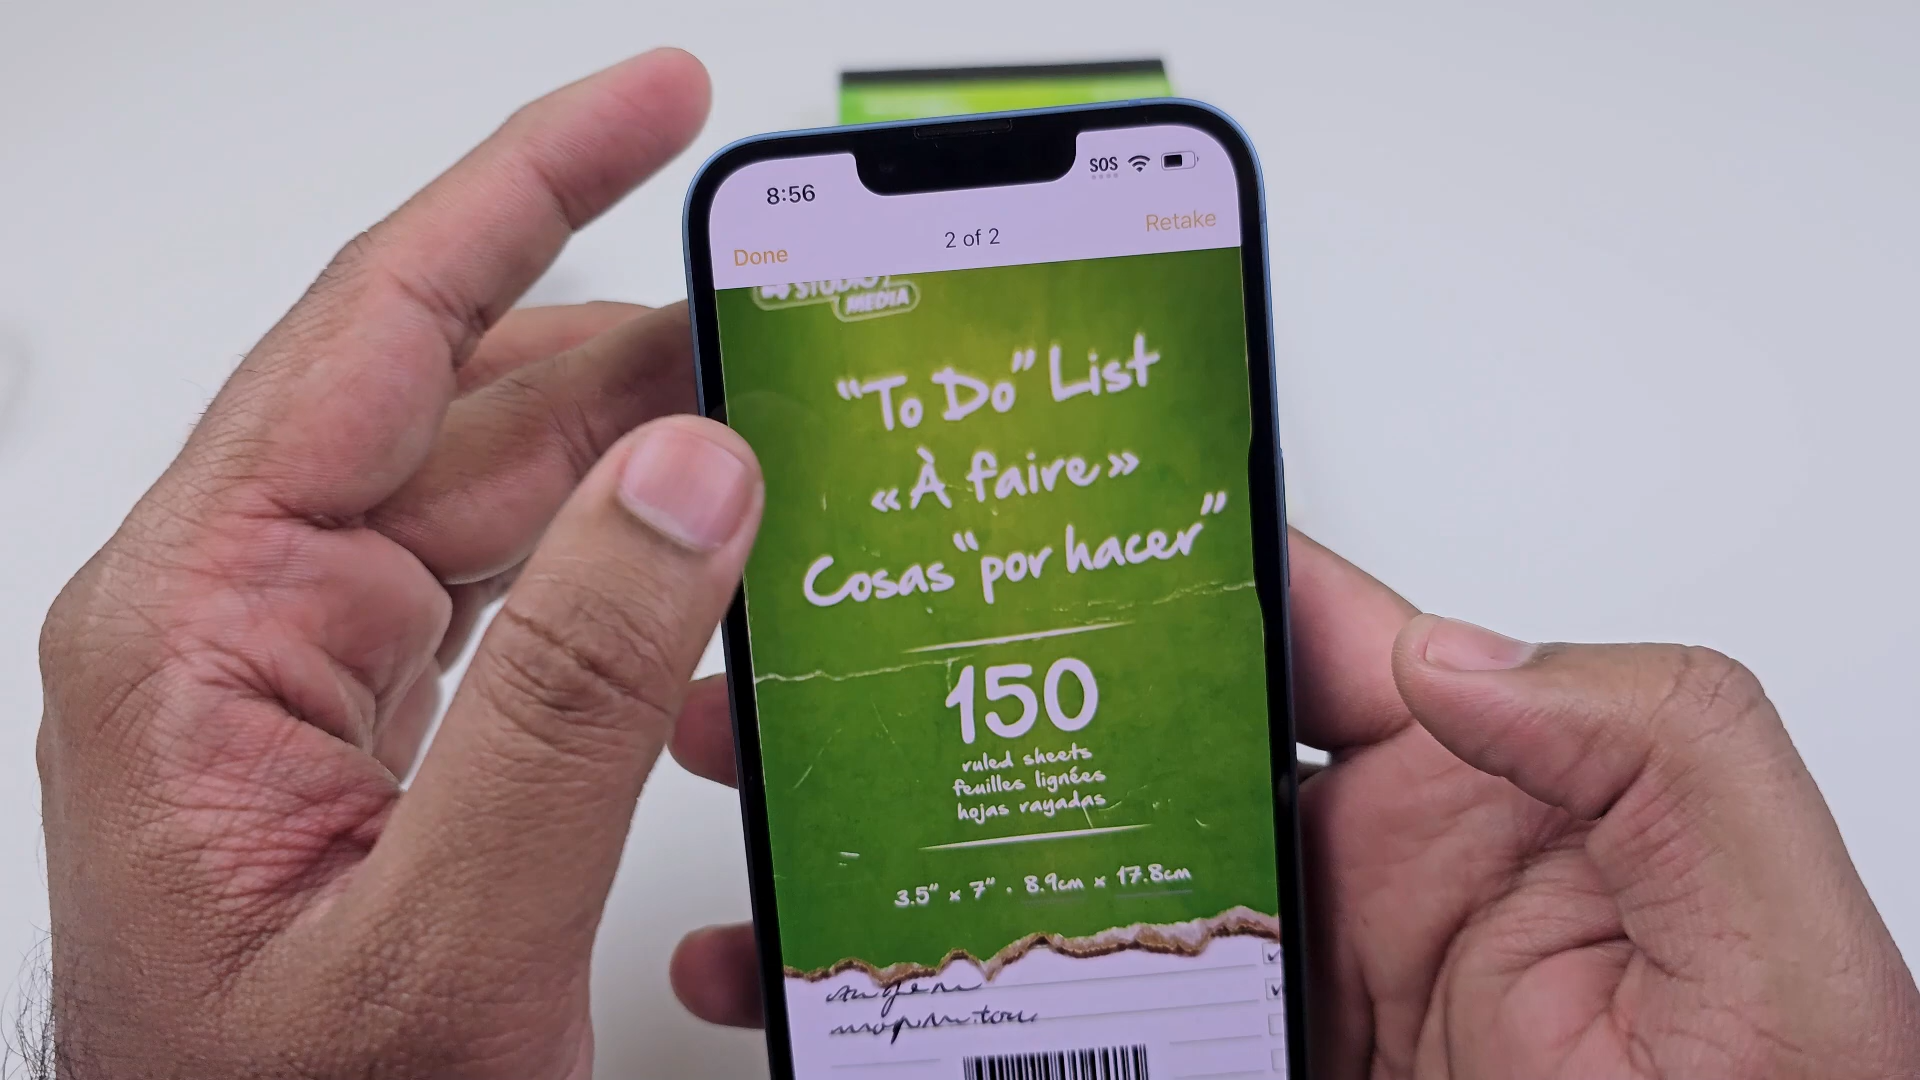 8:56
SOS
Done
2 of 2
Retake
STUDIO
MEDIA
“To Do” List
«À faire»
Cosas “por hacer”
150
ruled sheets
feuilles lignées
hojas rayadas
3.5" x 7" · 8.9cm x 17.8cm